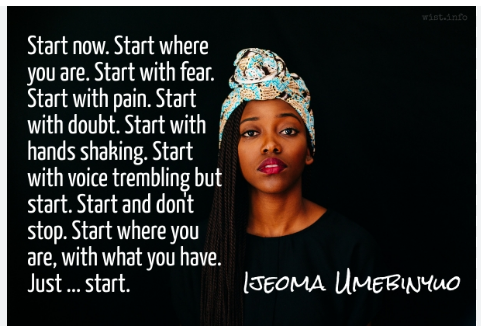 wist.info
Start now. Start where
you are. Start with fear.
Start with pain. Start
with doubt. Start with
hands shaking. Start
with voice trembling but
start. Start and don't
stop. Start where you
are, with what you have.
Just ... start.
Ijeoma Umebinyuo